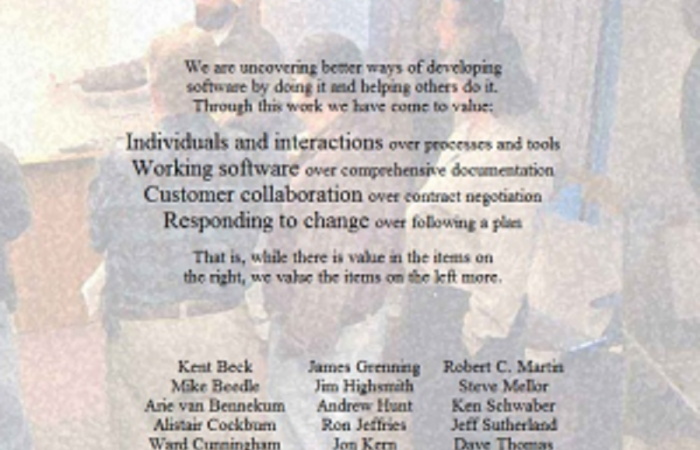 We are uncovering better ways of developing
software by doing it and helping others do it.
Through this work we have come to value:
Individuals and interactions over processes and tools
Working software over comprehensive documentation
Customer collaboration over contract negotiation
Responding to change over following a plan
That is, while there is value in the items on
the right, we value the items on the left more.
Kent Beck James Grenning Robert C. Martin
Mike Beedle Jim Highsmith Steve Mellor
Arie van Bennekum Andrew Hunt Ken Schwaber
Alistair Cockburn Ron Jeffries Jeff Sutherland
Ward Cunningham Jon Kern Dave Thomas